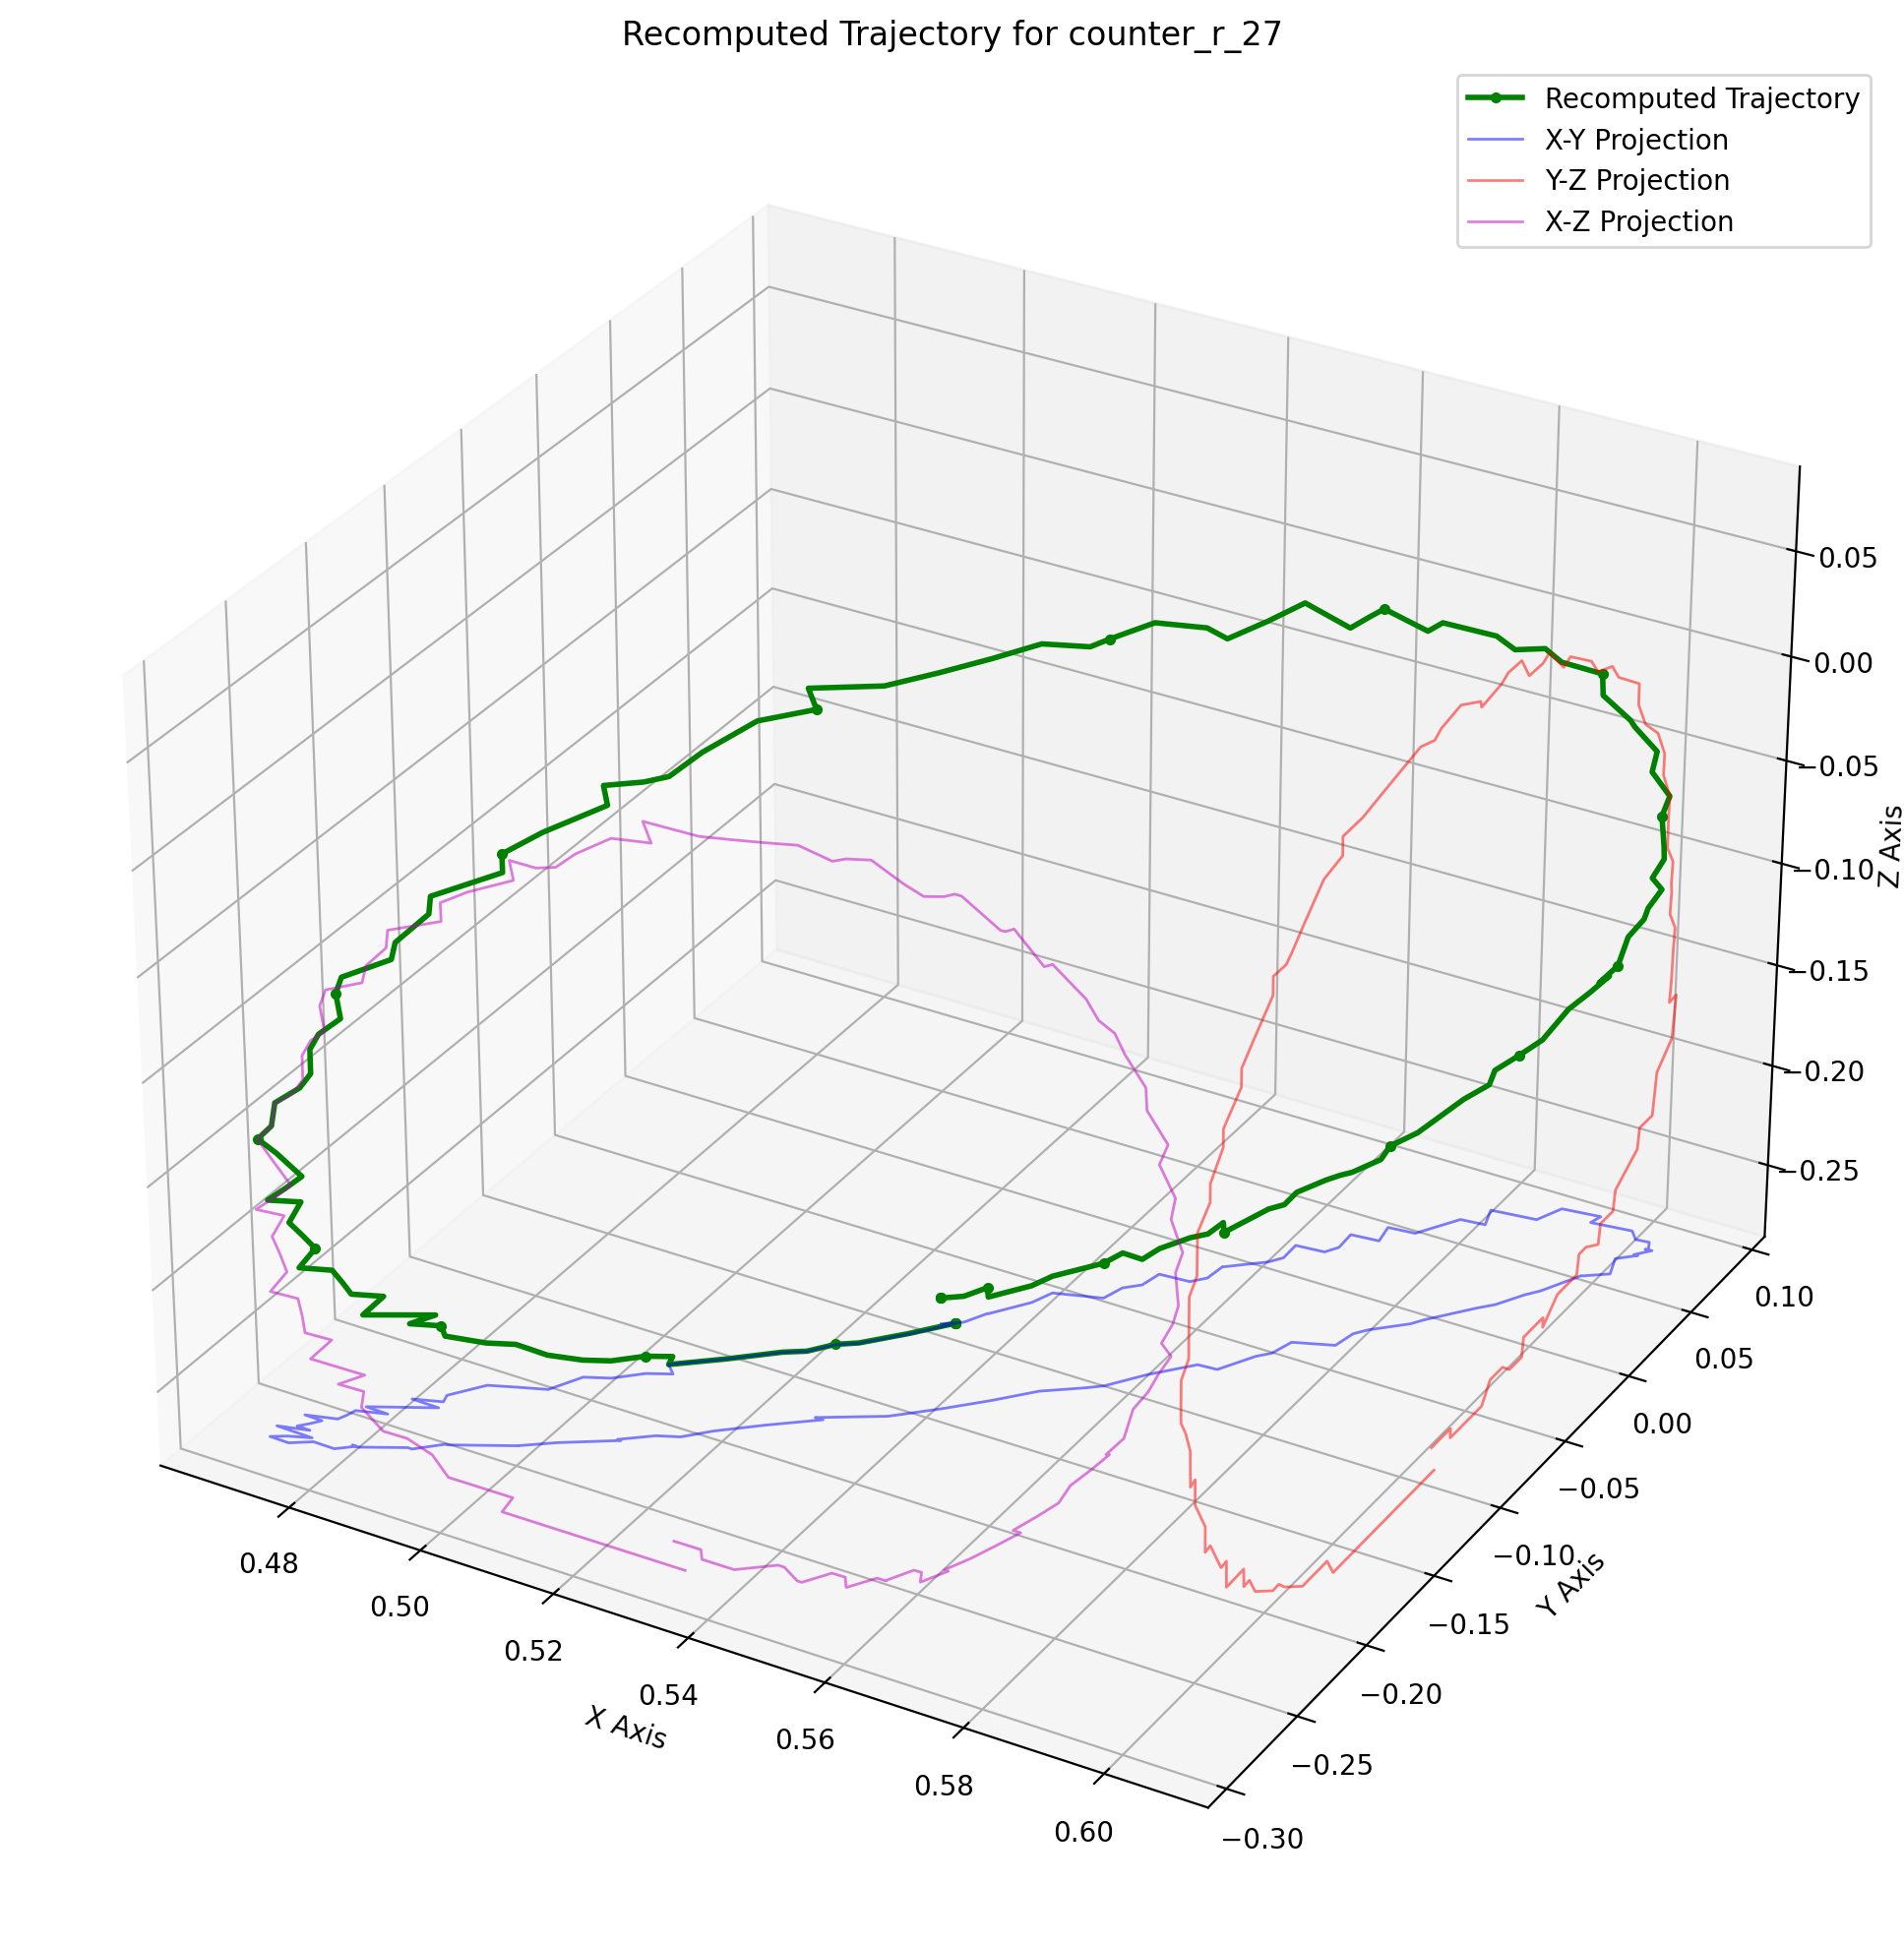 Recomputed Trajectory for counter_r_27
Recomputed Trajectory
X-Y Projection
Y-Z Projection
X-Z Projection
0.05
0.00
−0.05
−0.10
−0.15
−0.20
−0.25
Z Axis
0.10
0.05
0.00
−0.05
−0.10
−0.15
−0.20
−0.25
−0.30
Y Axis
0.48
0.50
0.52
0.54
0.56
0.58
0.60
X Axis